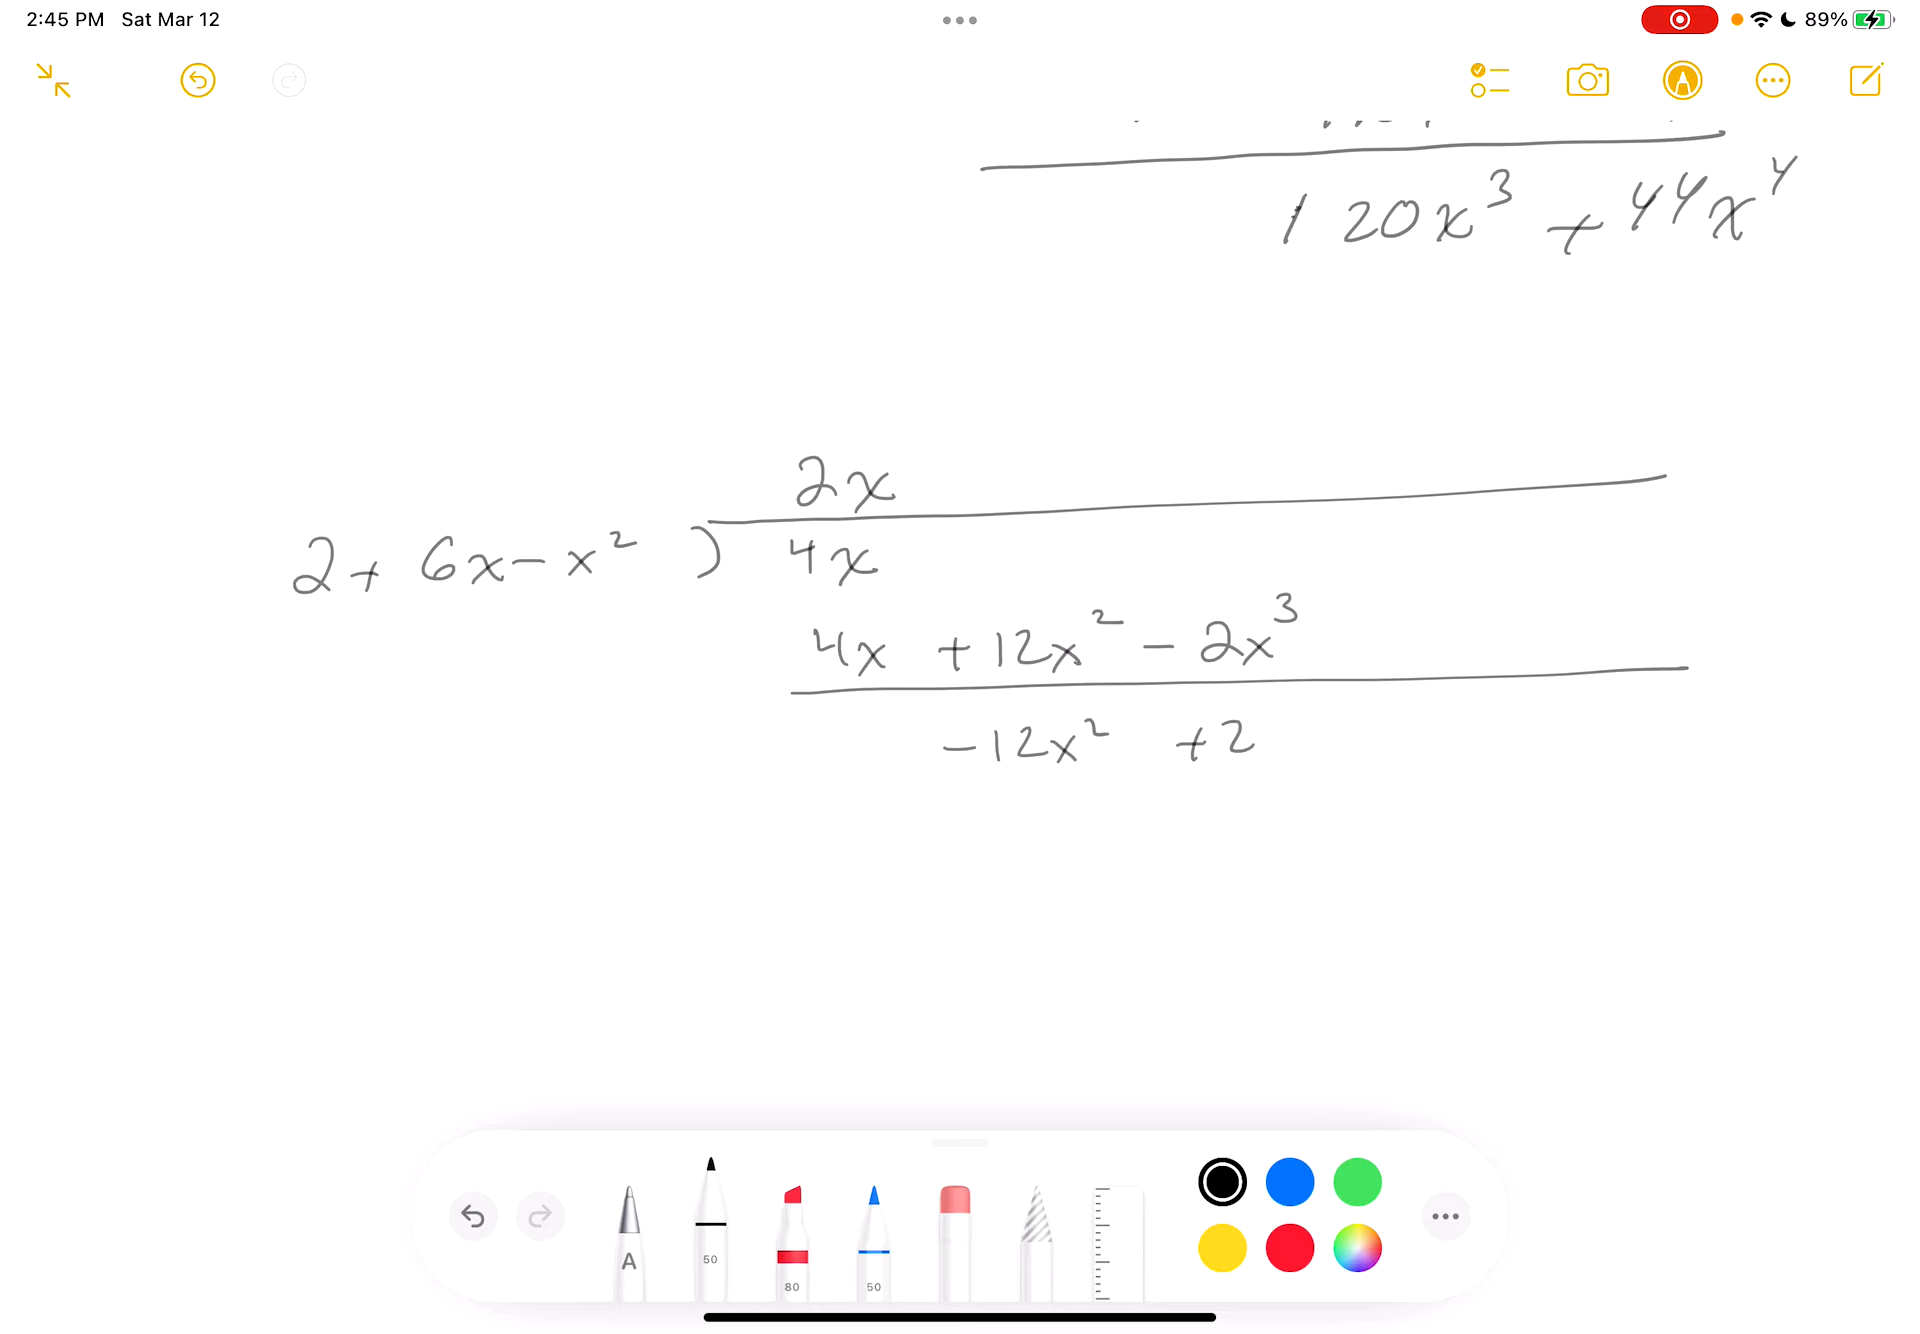 2:45 PM Sat Mar 12
89%
120x³ + 44x⁴
2x
2 + 6x - x² ) 4x
4x + 12x² - 2x³
-12x² + 2
A
50
80
50